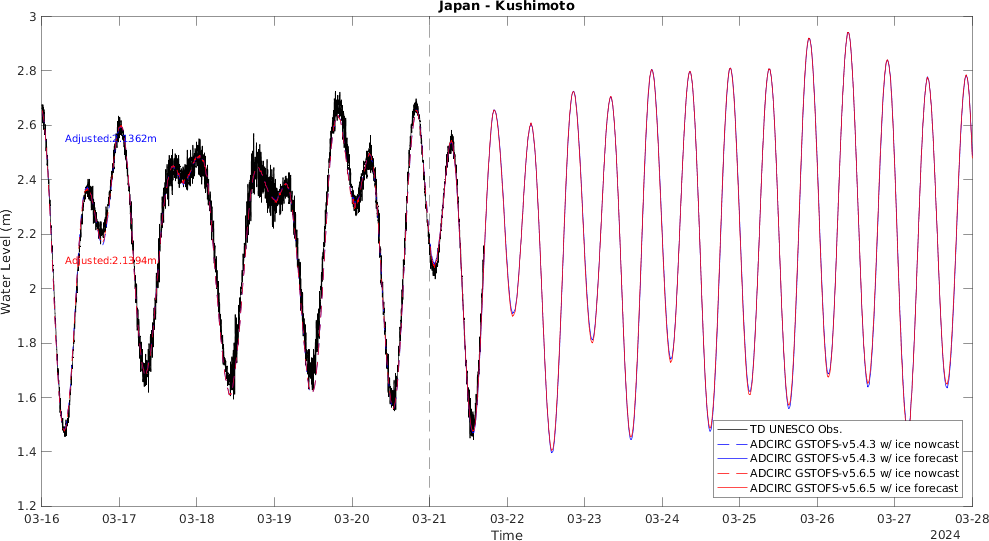 Japan - Kushimoto
3
2.8
2.6
2.4
2.2
2
1.8
1.6
1.4
1.2
Water Level (m)
Adjusted:2.1362m
Adjusted:2.1394m
TD UNESCO Obs.
ADCIRC GSTOFS-v5.4.3 w/ ice nowcast
ADCIRC GSTOFS-v5.4.3 w/ ice forecast
ADCIRC GSTOFS-v5.6.5 w/ ice nowcast
ADCIRC GSTOFS-v5.6.5 w/ ice forecast
03-16 03-17 03-18 03-19 03-20 03-21 03-22 03-23 03-24 03-25 03-26 03-27 03-28
Time
2024